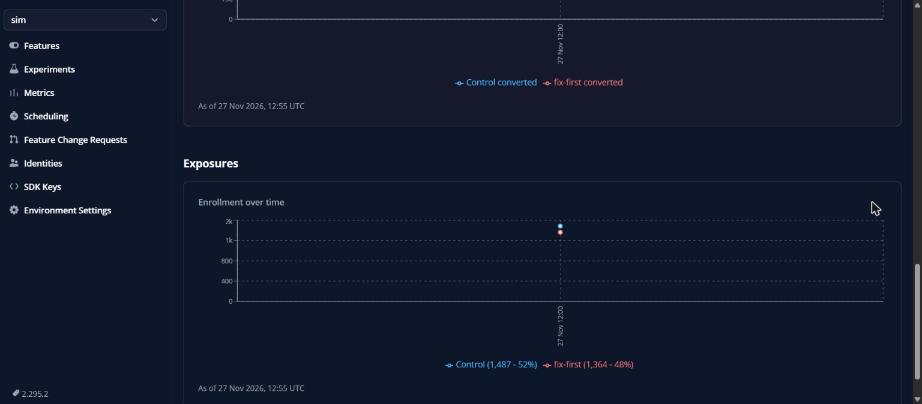 sim
Features
Experiments
Metrics
Scheduling
Feature Change Requests
Identities
SDK Keys
Environment Settings
2.295.2
0
27 Nov 12:00
Control converted fix-first converted
As of 27 Nov 2026, 12:55 UTC
Exposures
Enrollment over time
2k
1k
800
400
0
27 Nov 12:00
Control (1,487 - 52%) fix-first (1,364 - 48%)
As of 27 Nov 2026, 12:55 UTC